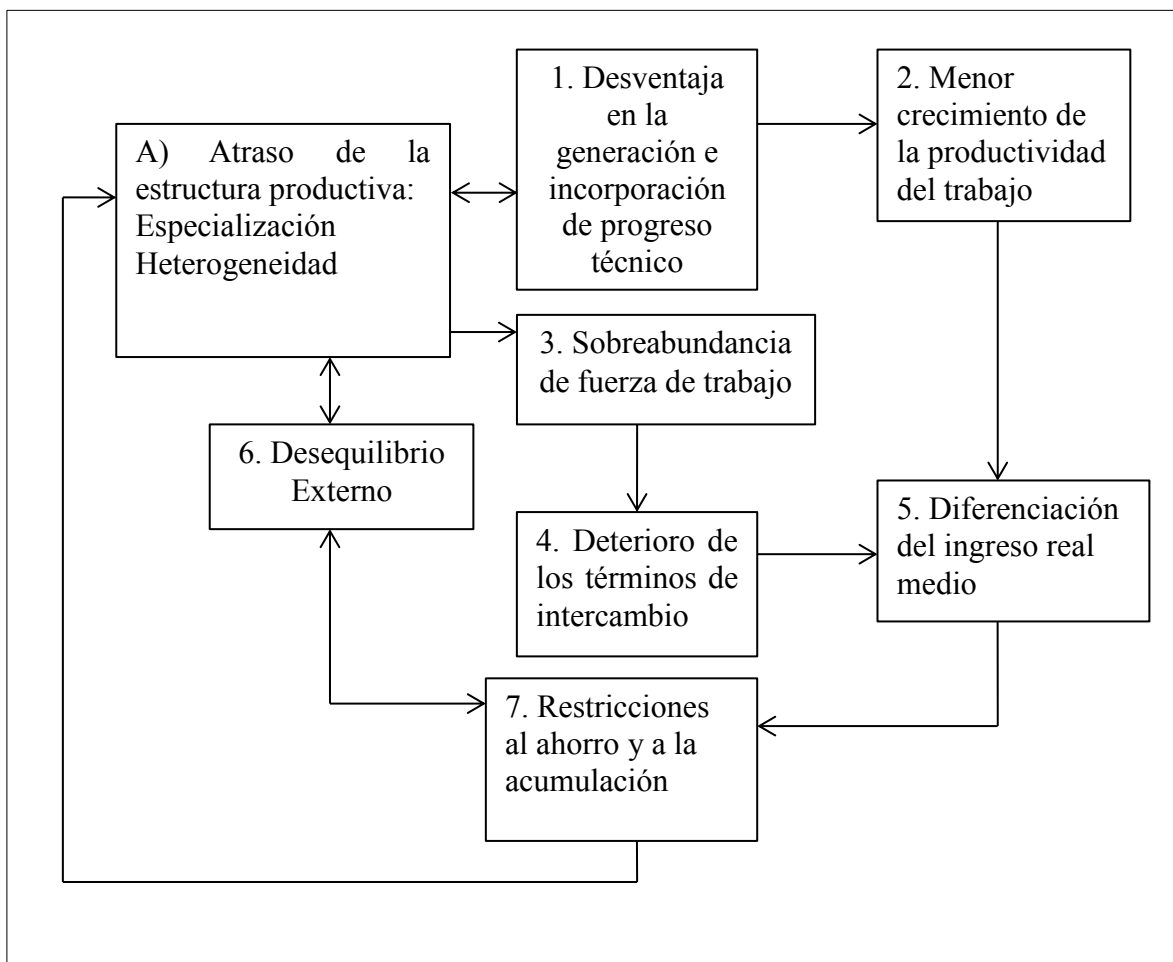 A) Atraso de la
estructura productiva:
Especialización
Heterogeneidad
1. Desventaja
en la
generación e
incorporación
de progreso
técnico
2. Menor
crecimiento de
la productividad
del trabajo
3. Sobreabundancia
de fuerza de trabajo
6. Desequilibrio
Externo
4. Deterioro de
los términos de
intercambio
5. Diferenciación
del ingreso real
medio
7. Restricciones
al ahorro y a la
acumulación